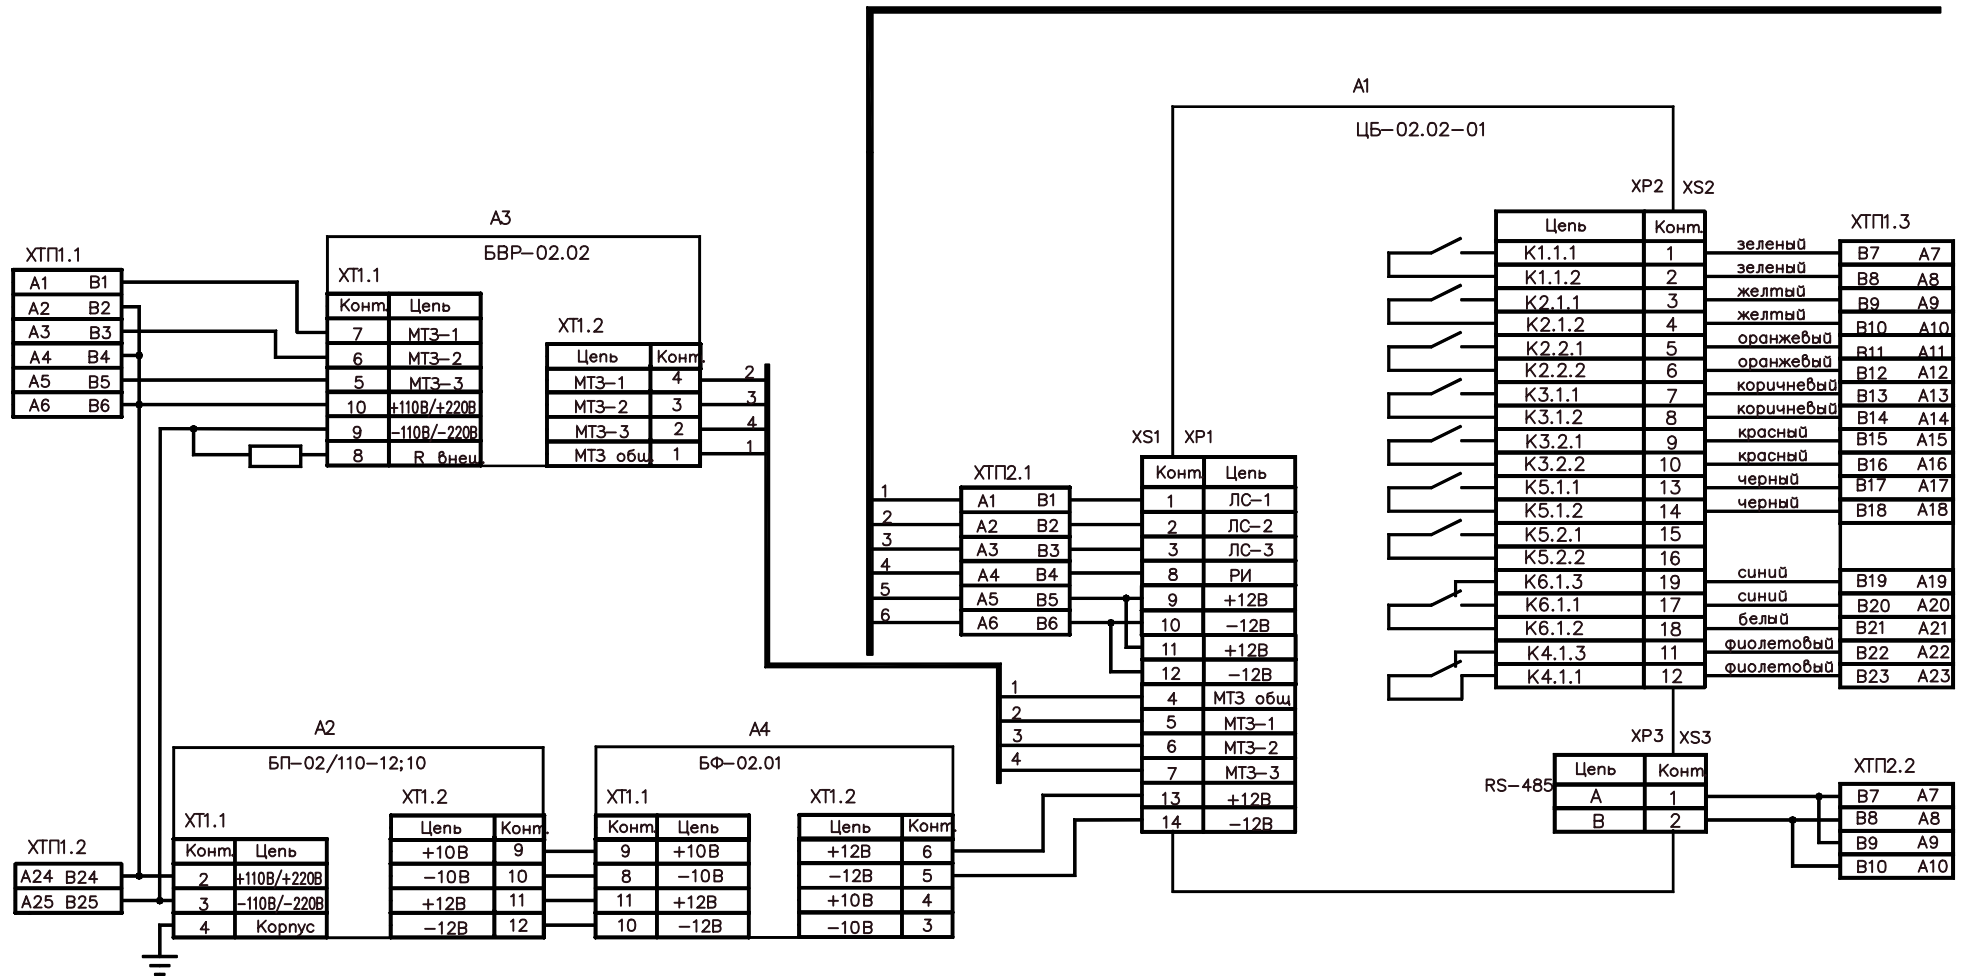 А1
ЦБ-02.02-01
XP2 XS2
Цепь Конт.
К1.1.1 1 зеленый
К1.1.2 2 зеленый
К2.1.1 3 желтый
К2.1.2 4 желтый
К2.2.1 5 оранжевый
К2.2.2 6 оранжевый
К3.1.1 7 коричневый
К3.1.2 8 коричневый
К3.2.1 9 красный
К3.2.2 10 красный
К5.1.1 13 черный
К5.1.2 14 черный
К5.2.1 15
К5.2.2 16
К6.1.3 19 синий
К6.1.1 17 синий
К6.1.2 18 белый
К4.1.3 11 фиолетовый
К4.1.1 12 фиолетовый
ХТП1.3
В7 А7
В8 А8
В9 А9
В10 А10
В11 А11
В12 А12
В13 А13
В14 А14
В15 А15
В16 А16
В17 А17
В18 А18
В19 А19
В20 А20
В21 А21
В22 А22
В23 А23
А3
БВР-02.02
ХТП1.1
А1 В1
А2 В2
А3 В3
А4 В4
А5 В5
А6 В6
ХТ1.1
Конт. Цепь
7 МТЗ-1
6 МТЗ-2
5 МТЗ-3
10 +110В/+220В
9 -110В/-220В
8 R внеш.
ХТ1.2
Цепь Конт.
МТЗ-1 4 2
МТЗ-2 3 3
МТЗ-3 2 4
МТЗ общ. 1 1
XS1 XP1
ХТП2.1
1 А1 В1
2 А2 В2
3 А3 В3
4 А4 В4
5 А5 В5
6 А6 В6
Конт. Цепь
1 ЛС-1
2 ЛС-2
3 ЛС-3
8 РИ
9 +12В
10 -12В
11 +12В
12 -12В
1 4 МТЗ общ
2 5 МТЗ-1
3 6 МТЗ-2
4 7 МТЗ-3
13 +12В
14 -12В
XP3 XS3
RS-485
Цепь Конт
А 1
В 2
ХТП2.2
В7 А7
В8 А8
В9 А9
В10 А10
А2
БП-02/110-12;10
ХТП1.2
А24 В24
А25 В25
ХТ1.1
Конт. Цепь
2 +110В/+220В
3 -110В/-220В
4 Корпус
ХТ1.2
Цепь Конт.
+10В 9
-10В 10
+12В 11
-12В 12
А4
БФ-02.01
ХТ1.1
Конт. Цепь
9 +10В
8 -10В
11 +12В
10 -12В
ХТ1.2
Цепь Конт.
+12В 6
-12В 5
+10В 4
-10В 3